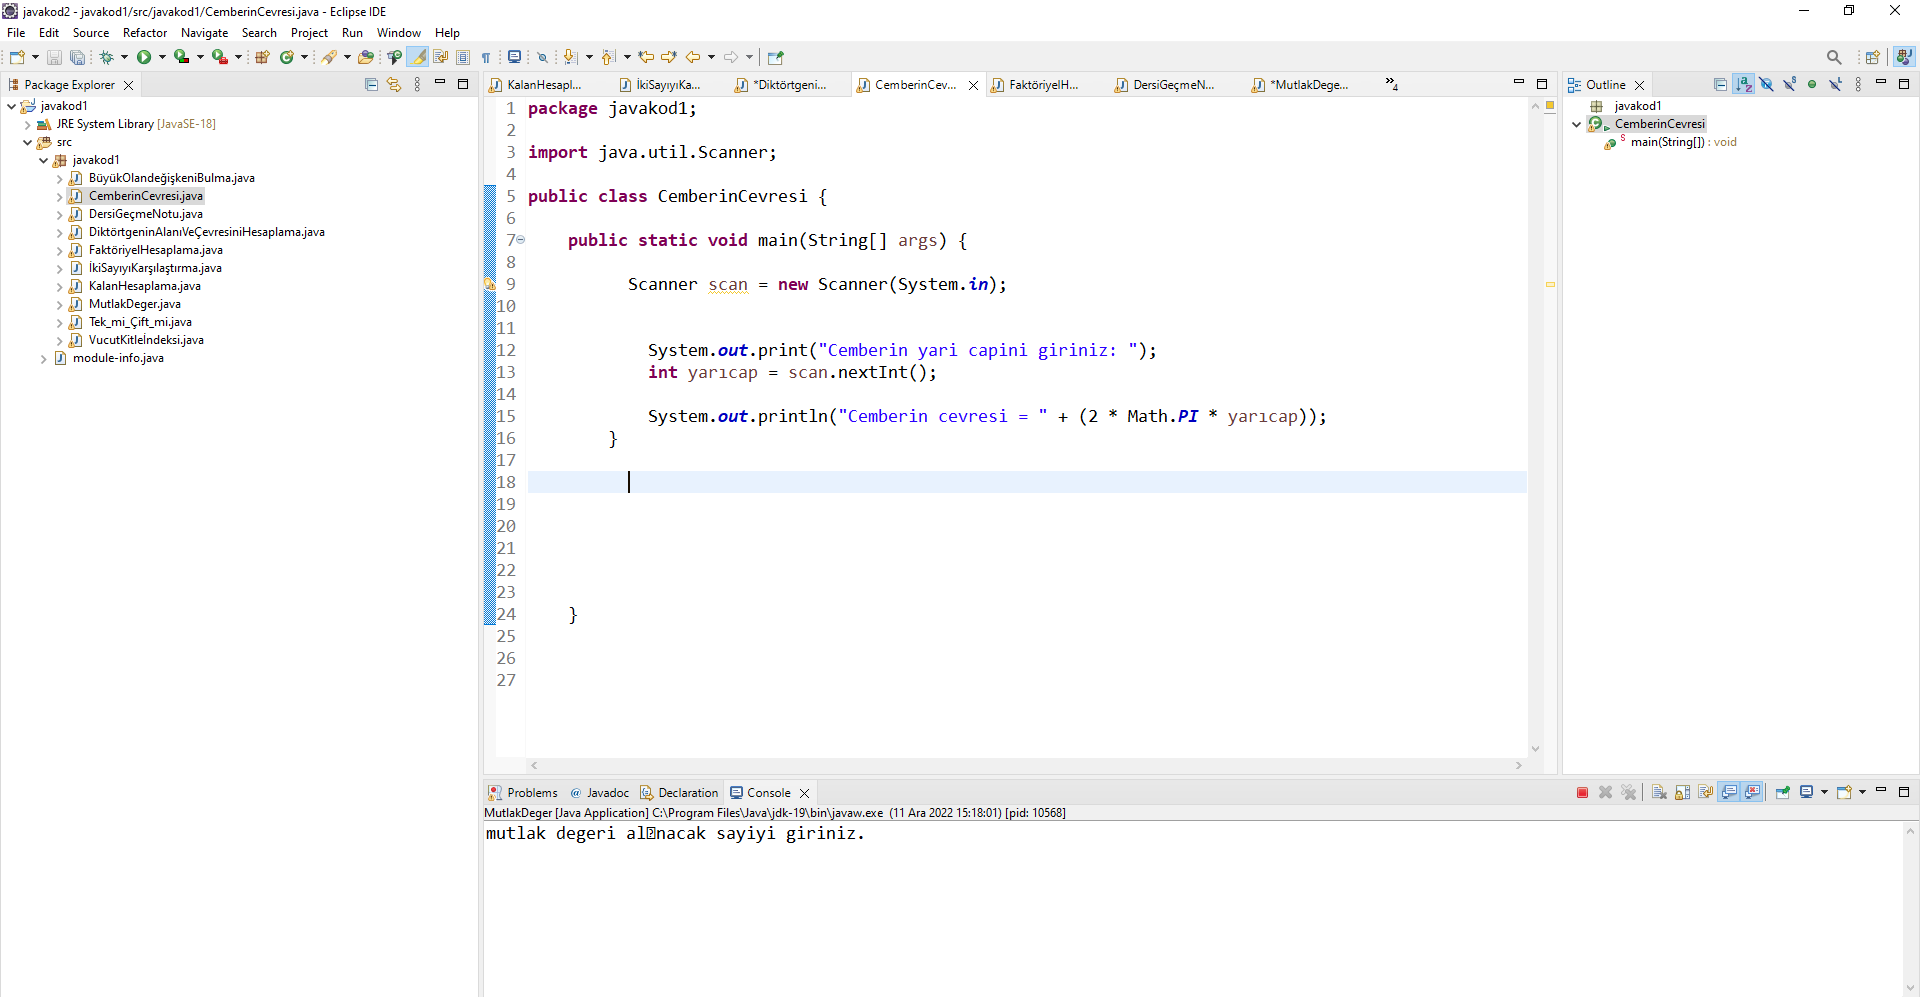 javakod2 - javakod1/src/javakod1/CemberinCevresi.java - Eclipse IDE
File Edit Source Refactor Navigate Search Project Run Window Help
Package Explorer
javakod1
JRE System Library [JavaSE-18]
src
javakod1
BüyükOlandeğişkeniBulma.java
CemberinCevresi.java
DersiGeçmeNotu.java
DiktörtgeninAlanıVeÇevresiniHesaplama.java
FaktöriyelHesaplama.java
İkiSayıyıKarşılaştırma.java
KalanHesaplama.java
MutlakDeger.java
Tek_mi_Çift_mi.java
VucutKitleİndeksi.java
module-info.java
KalanHesapl... İkiSayıyıKa... *Diktörtgeni... CemberinCev... FaktöriyelH... DersiGeçmeN... *MutlakDege... »4
1 package javakod1;
2
3 import java.util.Scanner;
4
5 public class CemberinCevresi {
6
7 public static void main(String[] args) {
8
9 Scanner scan = new Scanner(System.in);
10
11
12 System.out.print("Cemberin yari capini giriniz: ");
13 int yarıcap = scan.nextInt();
14
15 System.out.println("Cemberin cevresi = " + (2 * Math.PI * yarıcap));
16 }
17
18
19
20
21
22
23
24 }
25
26
27
Outline
javakod1
CemberinCevresi
main(String[]) : void
Problems Javadoc Declaration Console
MutlakDeger [Java Application] C:\Program Files\Java\jdk-19\bin\javaw.exe (11 Ara 2022 15:18:01) [pid: 10568]
mutlak degeri al⍰nacak sayiyi giriniz.